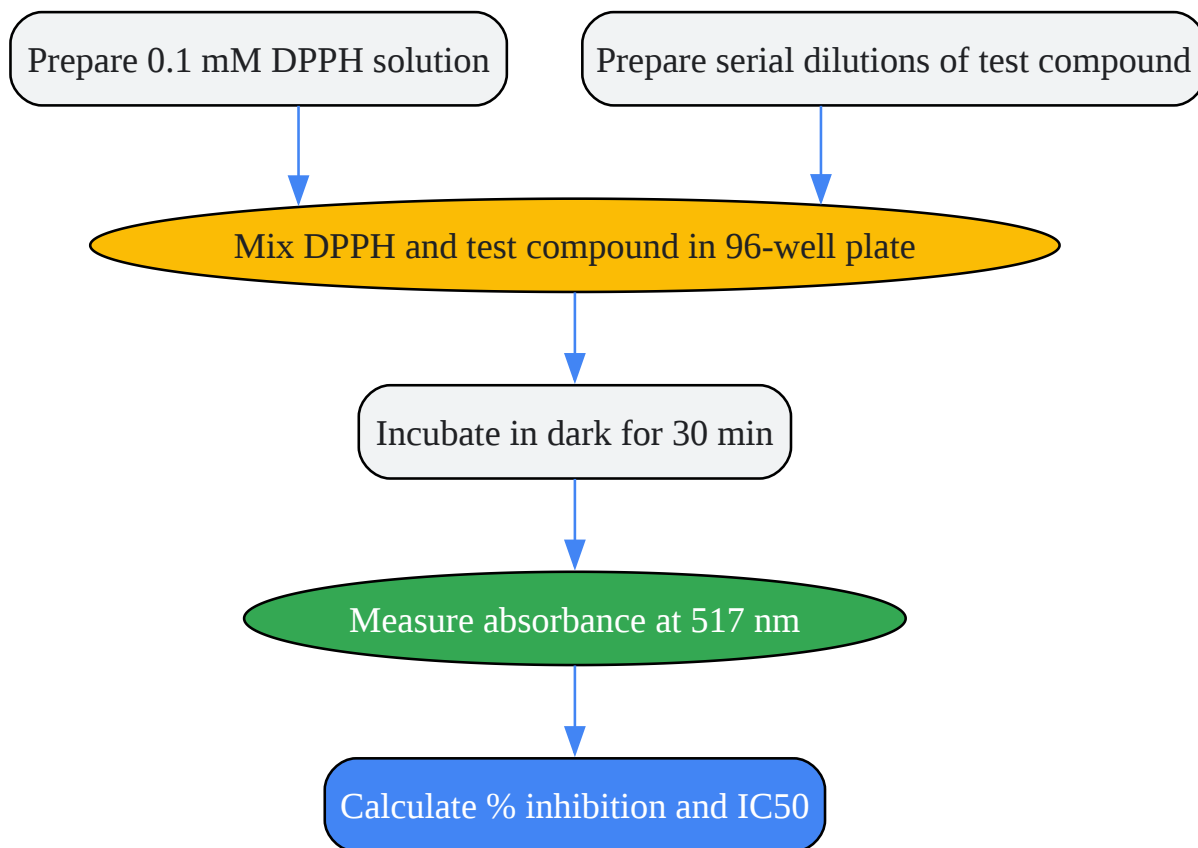 Prepare 0.1 mM DPPH solution
Prepare serial dilutions of test compound
Mix DPPH and test compound in 96-well plate
Incubate in dark for 30 min
Measure absorbance at 517 nm
Calculate % inhibition and IC50